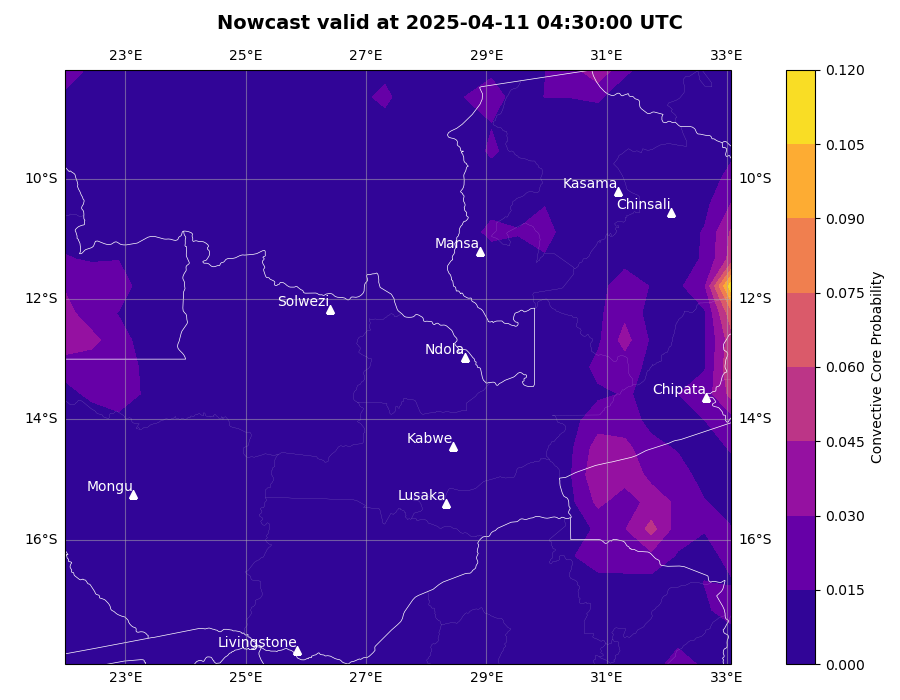 Nowcast valid at 2025-04-11 04:30:00 UTC
23°E 25°E 27°E 29°E 31°E 33°E
0.120
0.105
10°S 10°S
Kasama
Chinsali
0.090
Mansa
12°S 12°S
Solwezi
0.075
Ndola
0.060
Chipata
14°S 14°S
Kabwe
0.045
Mongu
Lusaka
0.030
16°S 16°S
0.015
Livingstone
0.000
23°E 25°E 27°E 29°E 31°E 33°E
Convective Core Probability